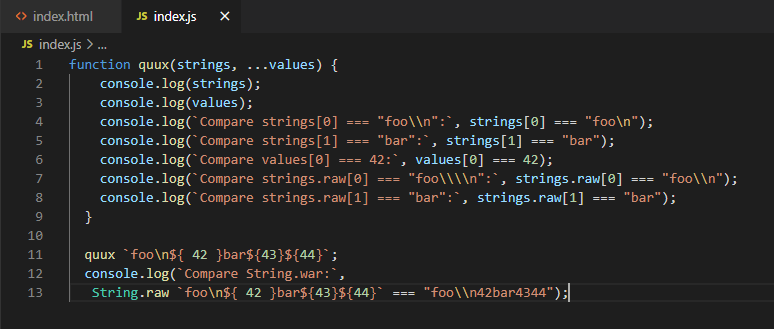 index.html JS index.js ×
JS index.js > ...
1 function quux(strings, ...values) {
2 console.log(strings);
3 console.log(values);
4 console.log(`Compare strings[0] === "foo\\n":`, strings[0] === "foo\n");
5 console.log(`Compare strings[1] === "bar":`, strings[1] === "bar");
6 console.log(`Compare values[0] === 42:`, values[0] === 42);
7 console.log(`Compare strings.raw[0] === "foo\\\\n":`, strings.raw[0] === "foo\\n");
8 console.log(`Compare strings.raw[1] === "bar":`, strings.raw[1] === "bar");
9 }
10
11 quux `foo\n${ 42 }bar${43}${44}`;
12 console.log(`Compare String.war:`,
13 String.raw `foo\n${ 42 }bar${43}${44}` === "foo\\n42bar4344");